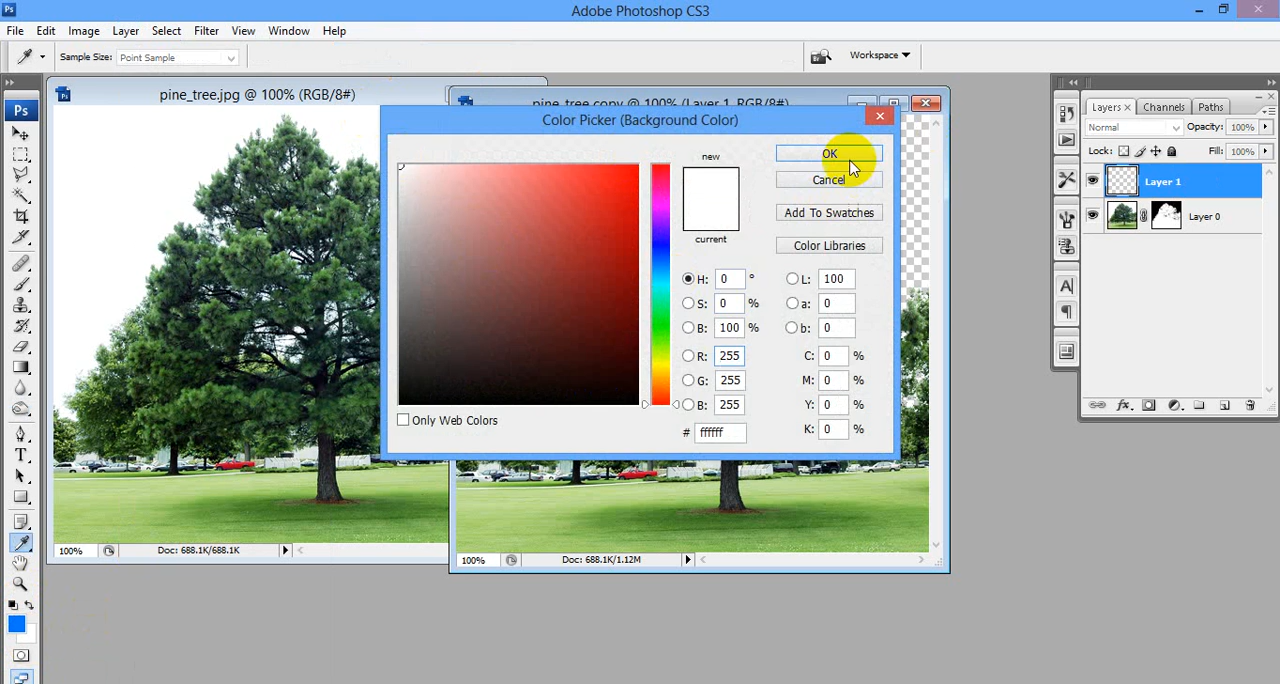 Ps
Adobe Photoshop CS3
File Edit Image Layer Select Filter View Window Help
Sample Size: Point Sample
Workspace
Ps
pine_tree.jpg @ 100% (RGB/8#)
pine_tree copy @ 100% (Layer 1, RGB/8#)
Color Picker (Background Color)
new
current
OK
Cancel
Add To Swatches
Color Libraries
H: 0 °
S: 0 %
B: 100 %
R: 255
G: 255
B: 255
# ffffff
L: 100
a: 0
b: 0
C: 0 %
M: 0 %
Y: 0 %
K: 0 %
Only Web Colors
100% Doc: 688.1K/688.1K
100% Doc: 688.1K/1.12M
Layers × Channels Paths
Normal Opacity: 100%
Lock: Fill: 100%
Layer 1
Layer 0